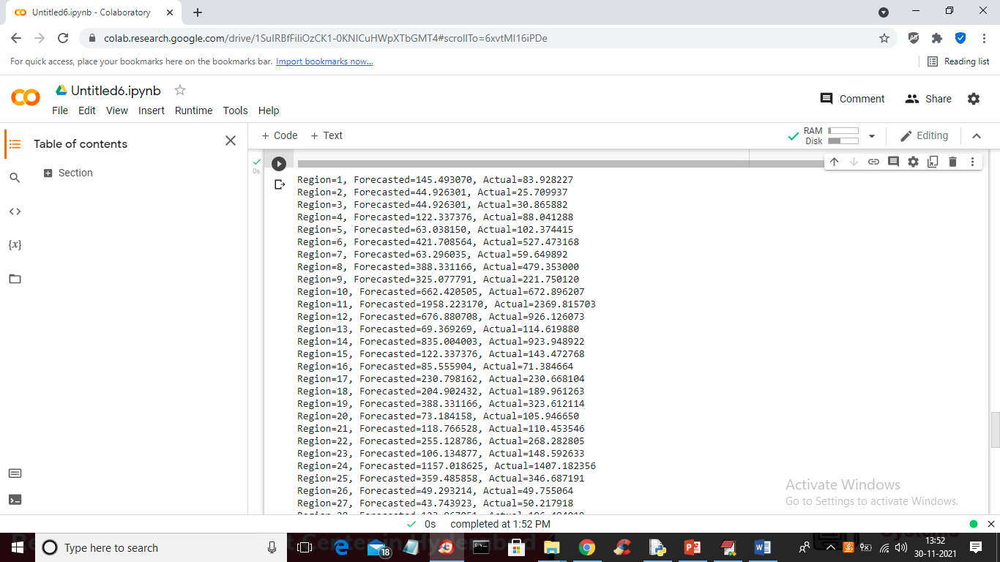 Untitled6.ipynb - Colaboratory
colab.research.google.com/drive/1SulRBfFiliOzCK1-0KNlCuHWpXTbGMT4#scrollTo=6xvtMl16iPDe
For quick access, place your bookmarks here on the bookmarks bar. Import bookmarks now...
Reading list
Untitled6.ipynb
Comment
Share
File Edit View Insert Runtime Tools Help
Table of contents
Section
+ Code + Text
RAM
Disk
Editing
0s
Region=1, Forecasted=145.493070, Actual=83.928227
Region=2, Forecasted=44.926301, Actual=25.709937
Region=3, Forecasted=44.926301, Actual=30.865882
Region=4, Forecasted=122.337376, Actual=88.041288
Region=5, Forecasted=63.038150, Actual=102.374415
Region=6, Forecasted=421.708564, Actual=527.473168
Region=7, Forecasted=63.296035, Actual=59.649892
Region=8, Forecasted=388.331166, Actual=479.353000
Region=9, Forecasted=325.077791, Actual=221.750120
Region=10, Forecasted=662.420505, Actual=672.896207
Region=11, Forecasted=1958.223170, Actual=2369.815703
Region=12, Forecasted=676.880708, Actual=926.126073
Region=13, Forecasted=69.369269, Actual=114.619880
Region=14, Forecasted=835.004003, Actual=923.948922
Region=15, Forecasted=122.337376, Actual=143.472768
Region=16, Forecasted=85.555904, Actual=71.384664
Region=17, Forecasted=230.798162, Actual=230.668104
Region=18, Forecasted=204.902432, Actual=189.961263
Region=19, Forecasted=388.331166, Actual=323.612114
Region=20, Forecasted=73.184158, Actual=105.946650
Region=21, Forecasted=118.766528, Actual=110.453546
Region=22, Forecasted=255.128786, Actual=268.282805
Region=23, Forecasted=106.134877, Actual=148.592633
Region=24, Forecasted=1157.018625, Actual=1407.182356
Region=25, Forecasted=359.485858, Actual=346.687191
Region=26, Forecasted=49.293214, Actual=49.755064
Region=27, Forecasted=43.743923, Actual=50.217918
Activate Windows
Go to Settings to activate Windows.
0s completed at 1:52 PM
Type here to search
18
13:52
30-11-2021